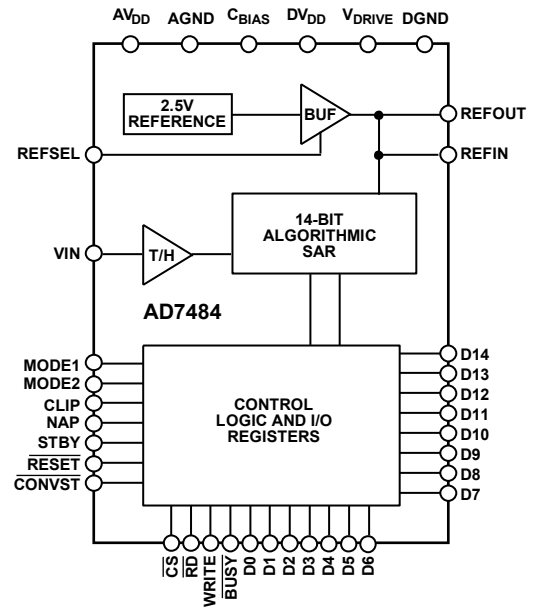 AVDD AGND CBIAS DVDD VDRIVE DGND
2.5V
REFERENCE
BUF
REFOUT
REFSEL
REFIN
14-BIT
ALGORITHMIC
SAR
VIN
T/H
AD7484
MODE1
MODE2
CLIP
NAP
STBY
RESET
CONVST
CONTROL
LOGIC AND I/O
REGISTERS
D14
D13
D12
D11
D10
D9
D8
D7
CS
RD
WRITE
BUSY
D0
D1
D2
D3
D4
D5
D6